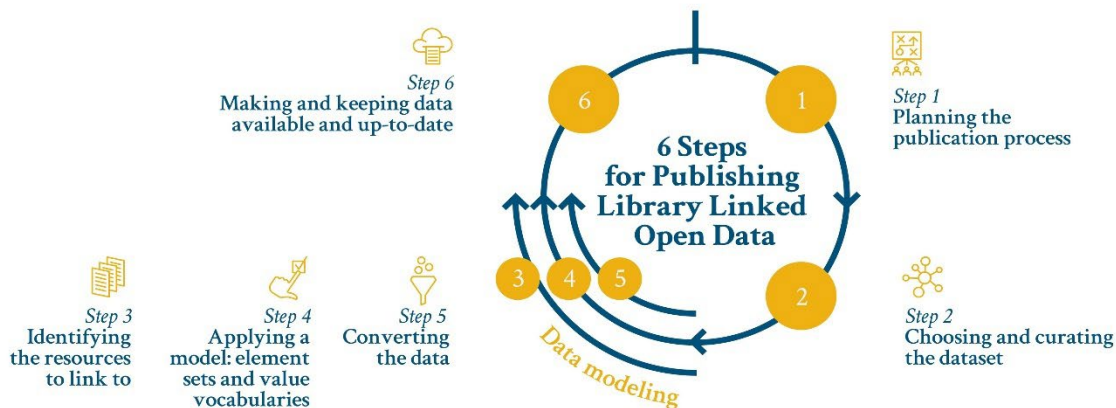 Step 6
Making and keeping data
available and up-to-date
6
1
Step 1
Planning the
publication process
6 Steps
for Publishing
Library Linked
Open Data
3
4
5
2
Data modeling
Step 3
Identifying
the resources
to link to
Step 4
Applying a
model: element
sets and value
vocabularies
Step 5
Converting
the data
Step 2
Choosing and curating
the dataset